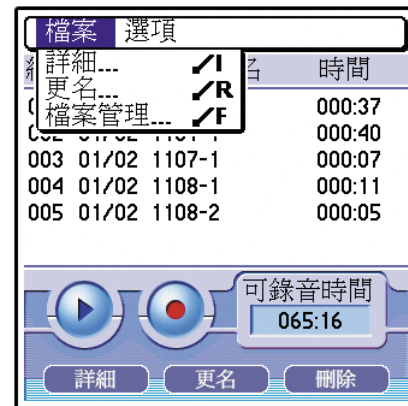 檔案 選項
詳細... /I
更名... /R
檔案管理... /F
名 時間
000:37
000:40
003 01/02 1107-1 000:07
004 01/02 1108-1 000:11
005 01/02 1108-2 000:05
可錄音時間
065:16
詳細 更名 刪除